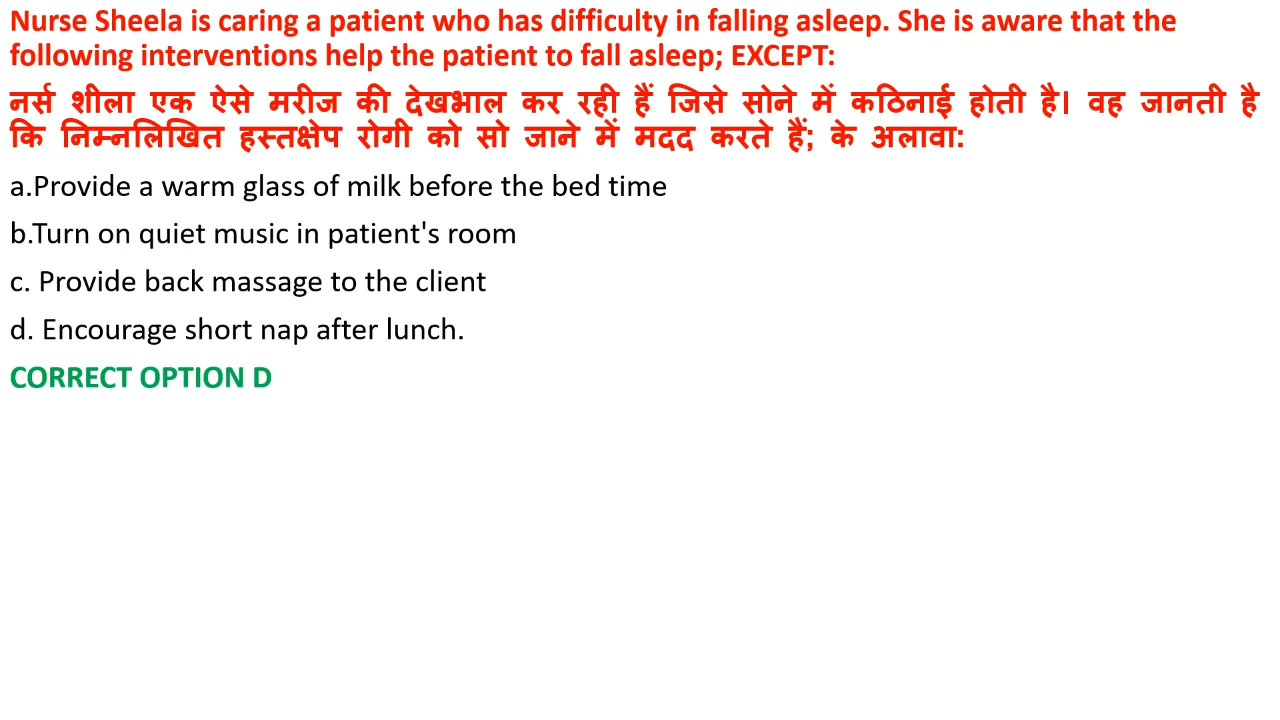 Nurse Sheela is caring a patient who has difficulty in falling asleep. She is aware that the
following interventions help the patient to fall asleep; EXCEPT:
नर्स शीला एक ऐसे मरीज की देखभाल कर रही हैं जिसे सोने में कठिनाई होती है। वह जानती है
कि निम्नलिखित हस्तक्षेप रोगी को सो जाने में मदद करते हैं; के अलावा:
a.Provide a warm glass of milk before the bed time
b.Turn on quiet music in patient's room
c. Provide back massage to the client
d. Encourage short nap after lunch.
CORRECT OPTION D